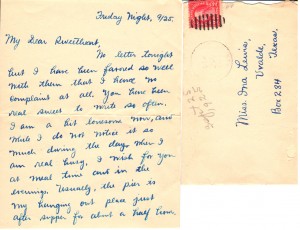 Friday Night, 9/25.
My Dear Sweetheart,
No letter tonight
but I have been favored so well
with them that I have no
complaint at all. You have been
real sweet to write so often.
I am a bit lonesome now, and
while I do not notice it so
much during the day when I
am real busy, I wish for you
at meal time and in the
evenings. Usually, the pier is
my hanging out place just
after supper for about a half hour.
Miss Ina Lewis,
Uvalde,
Box 284 Texas,